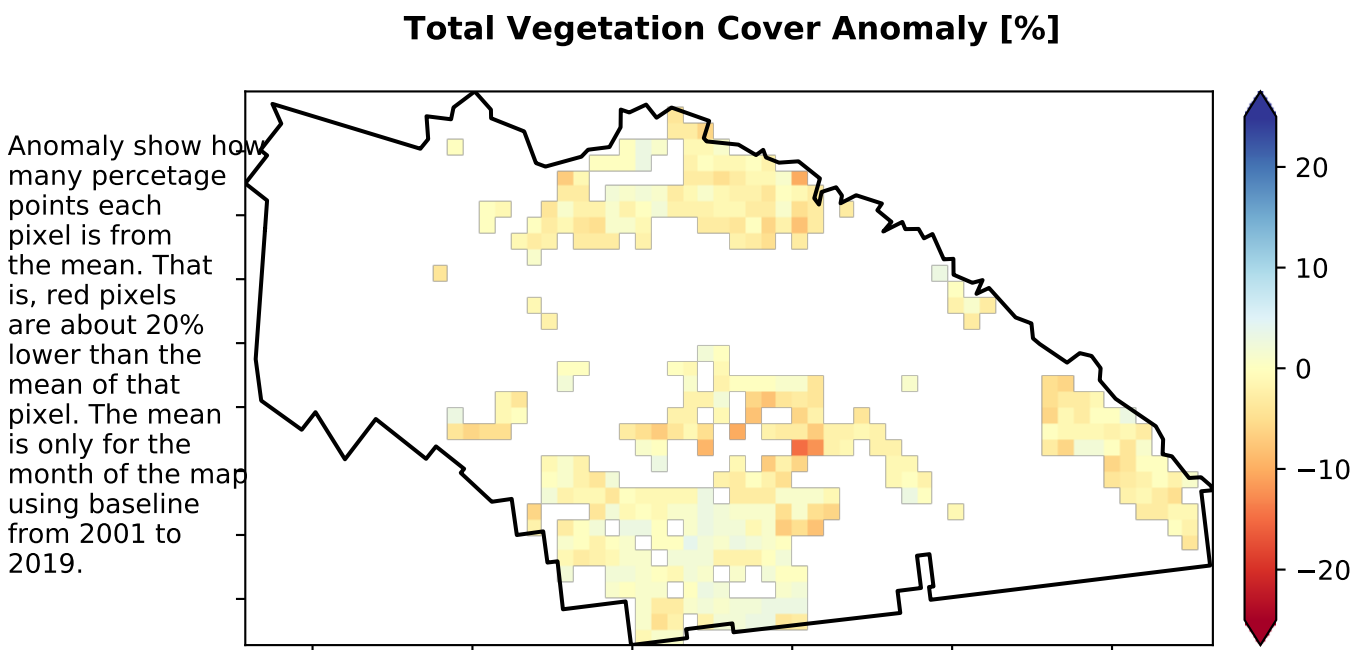 Total Vegetation Cover Anomaly [%]
Anomaly show how
many percetage
points each
pixel is from
the mean. That
is, red pixels
are about 20%
lower than the
mean of that
pixel. The mean
is only for the
month of the map
using baseline
from 2001 to
2019.
20
10
0
−10
−20